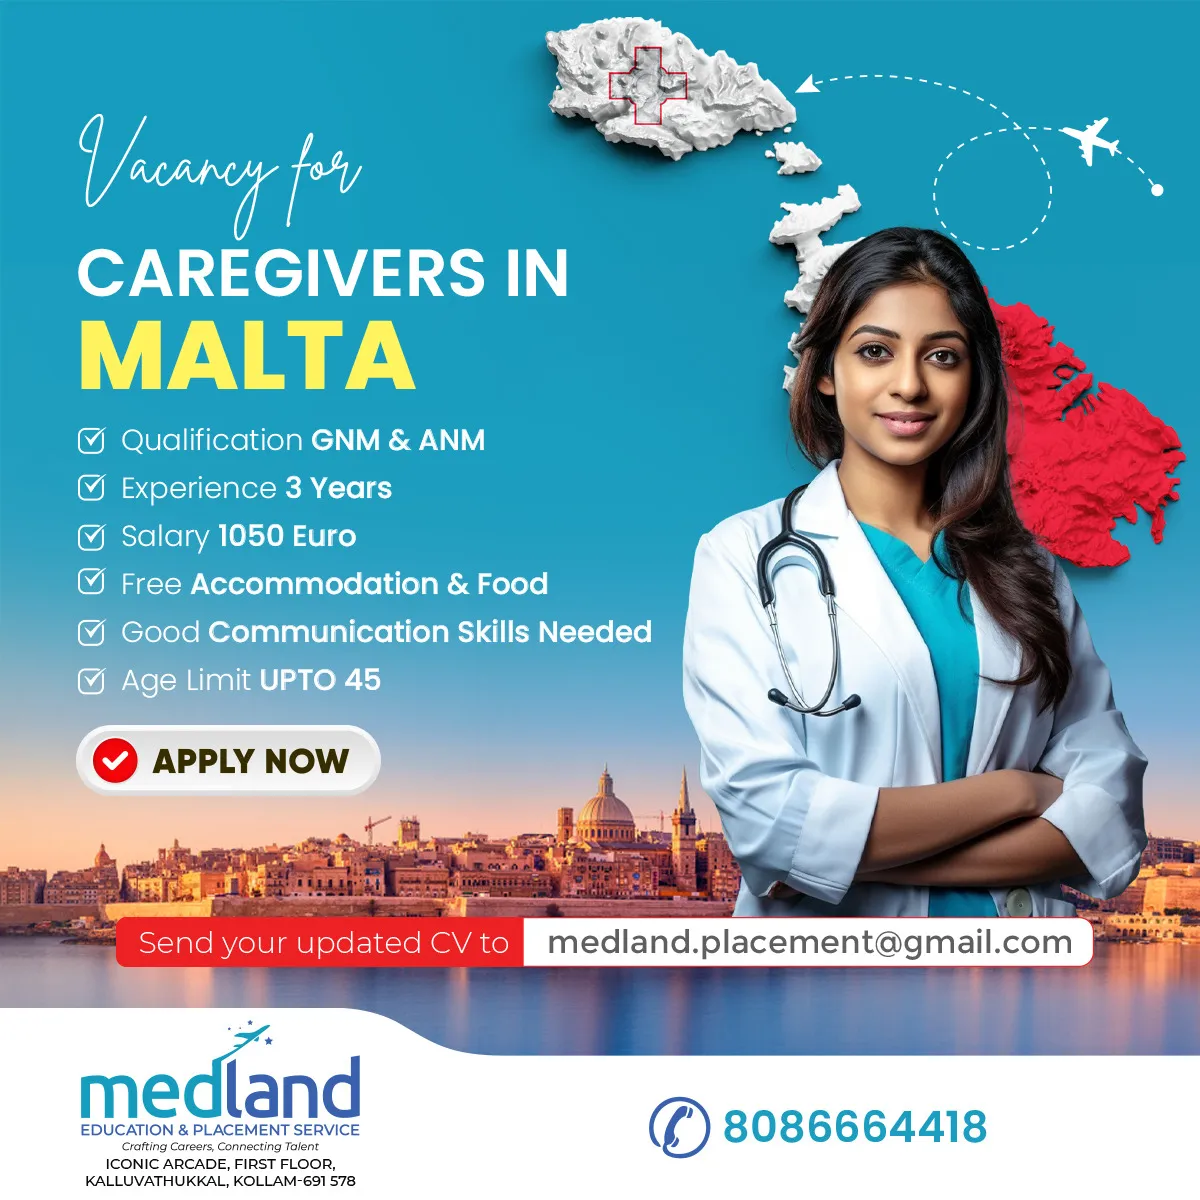 Vacancy for
CAREGIVERS IN
MALTA
Qualification GNM & ANM
Experience 3 Years
Salary 1050 Euro
Free Accommodation & Food
Good Communication Skills Needed
Age Limit UPTO 45
APPLY NOW
Send your updated CV to medland.placement@gmail.com
medland
EDUCATION & PLACEMENT SERVICE
Crafting Careers, Connecting Talent
ICONIC ARCADE, FIRST FLOOR,
KALLUVATHUKKAL, KOLLAM-691 578
8086664418